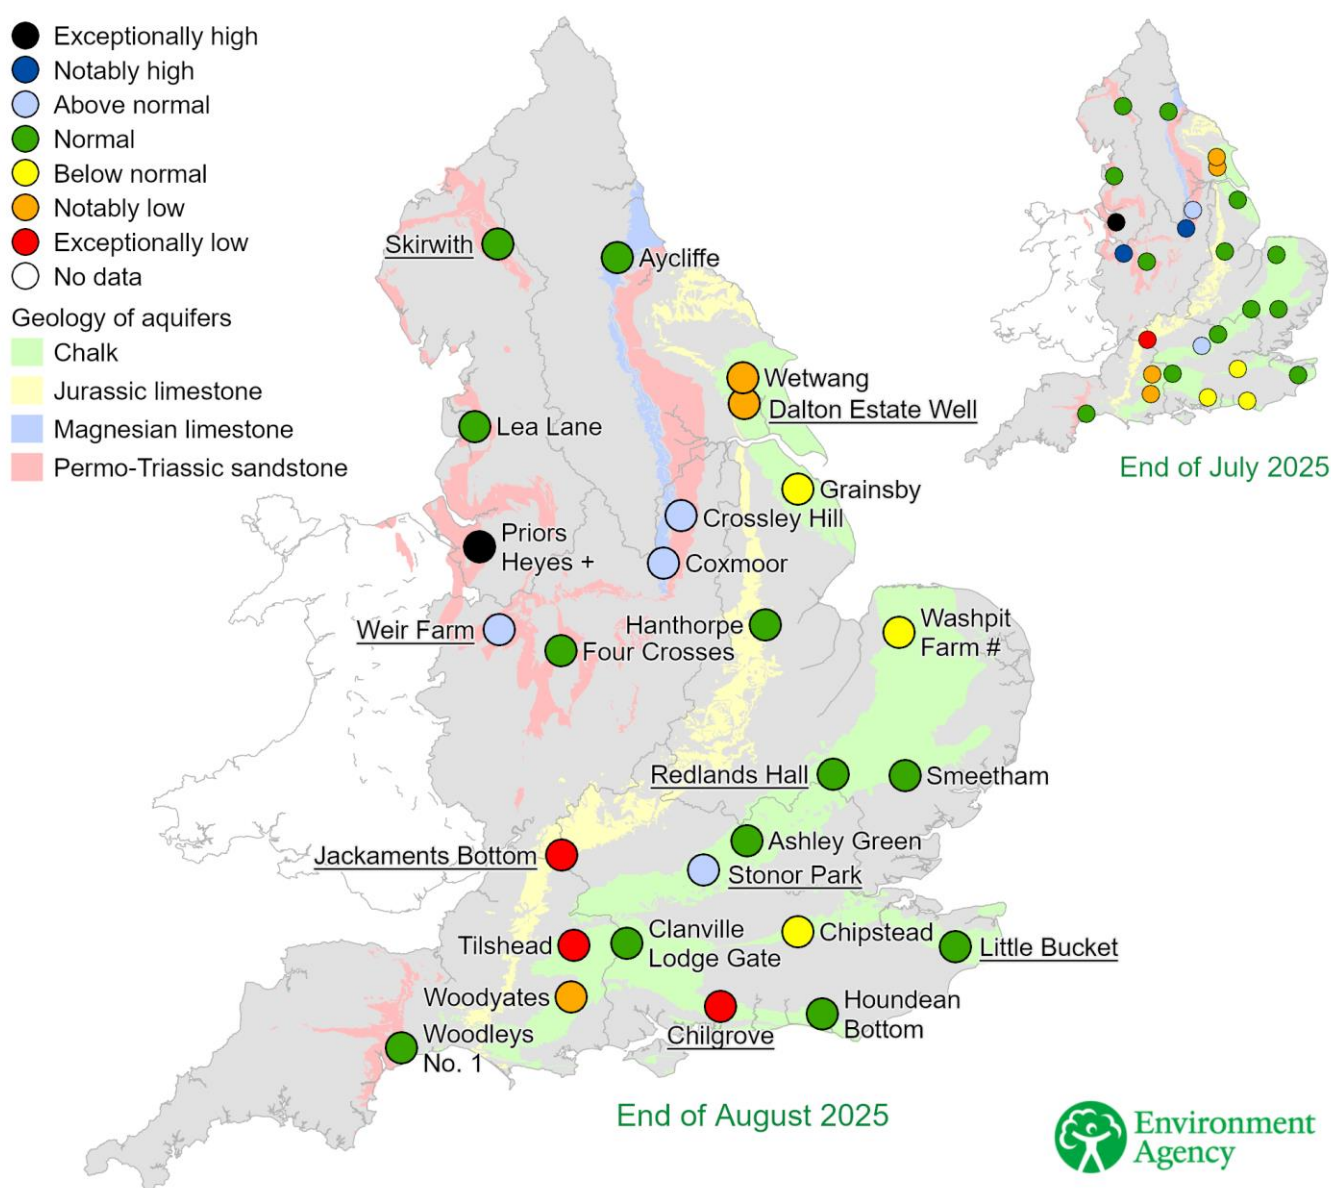 Exceptionally high
Notably high
Above normal
Normal
Below normal
Notably low
Exceptionally low
No data
Geology of aquifers
Chalk
Jurassic limestone
Magnesian limestone
Permo-Triassic sandstone
Skirwith
Aycliffe
Wetwang
Dalton Estate Well
Lea Lane
Grainsby
Crossley Hill
Priors
Heyes +
Coxmoor
Weir Farm
Hanthorpe
Four Crosses
Washpit
Farm #
Redlands Hall
Smeetham
Ashley Green
Jackaments Bottom
Stonor Park
Tilshead
Clanville
Lodge Gate
Chipstead
Little Bucket
Woodyates
Houndean
Bottom
Chilgrove
Woodleys
No. 1
End of July 2025
End of August 2025
Environment
Agency